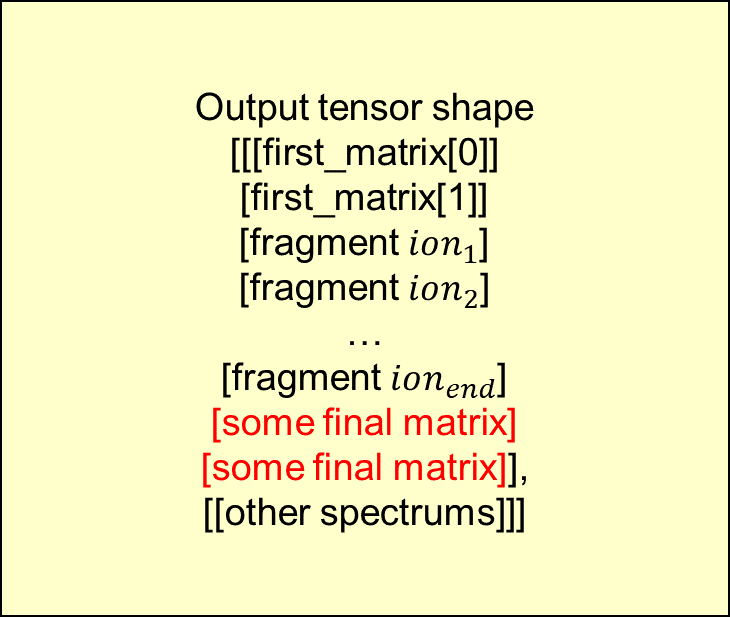 Output tensor shape
[[[first_matrix[0]]
[first_matrix[1]]
[fragment ion₁]
[fragment ion₂]
…
[fragment ionₑₙd]
[some final matrix]
[some final matrix]],
[[other spectrums]]]